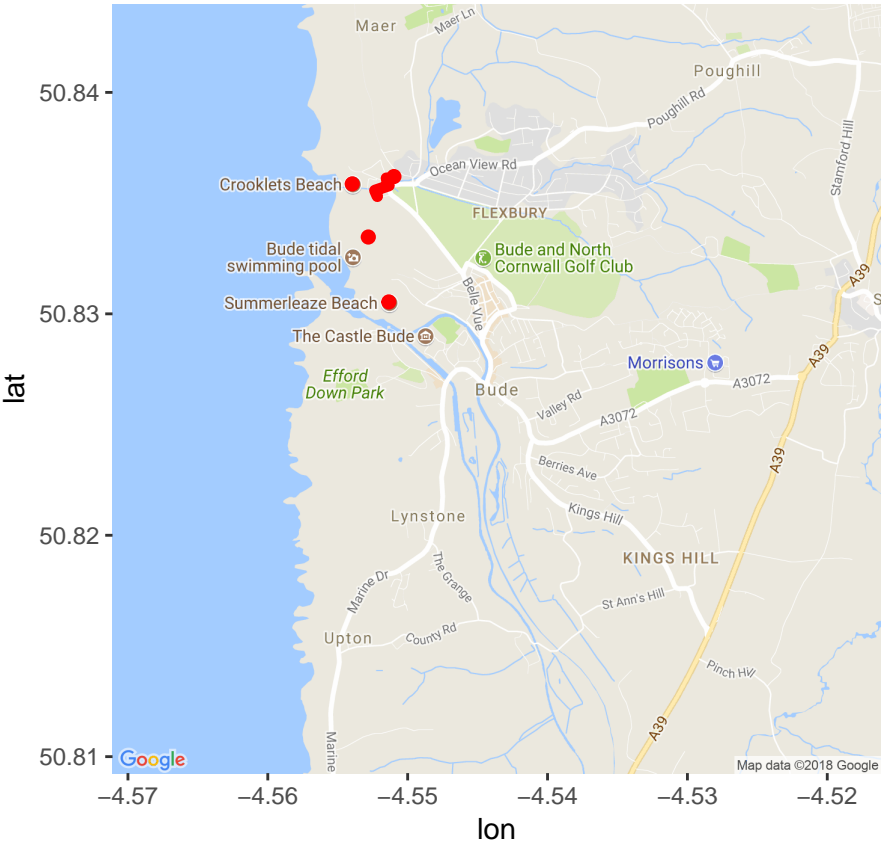 Maer
Maer Ln
Poughill
50.84
Poughill Rd
Stamford Hill
Ocean View Rd
Crooklets Beach
FLEXBURY
Bude tidal
swimming pool
Bude and North
Cornwall Golf Club
A39
S
Belle Vue
Summerleaze Beach
50.83
The Castle Bude
A39
Morrisons
Efford
Down Park
Bude
A3072
lat
Valley Rd
A3072
Berries Ave
A39
Lynstone
Kings Hill
50.82
KINGS HILL
The Grange
Marine Dr
St Ann's Hill
Upton
County Rd
Pinch Hill
A39
Marine
50.81
Google
Map data ©2018 Google
−4.57
−4.56
−4.55
−4.54
−4.53
−4.52
lon